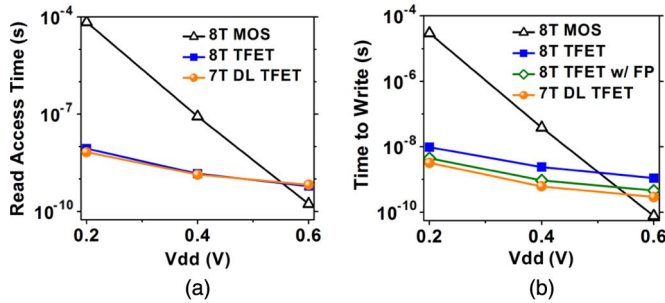 Read Access Time (s)
10⁻⁴
10⁻⁷
10⁻¹⁰
8T MOS
8T TFET
7T DL TFET
0.2 0.4 0.6
Vdd (V)
(a)
Time to Write (s)
10⁻⁴
10⁻⁶
10⁻⁸
10⁻¹⁰
8T MOS
8T TFET
8T TFET w/ FP
7T DL TFET
0.2 0.4 0.6
Vdd (V)
(b)